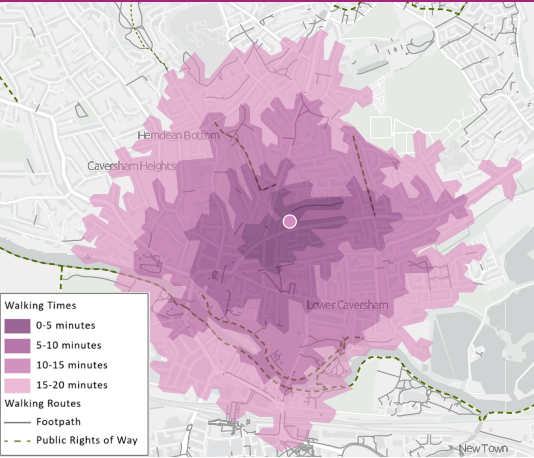 Hemdean Bottom
Caversham Heights
Lower Caversham
Walking Times
0-5 minutes
5-10 minutes
10-15 minutes
15-20 minutes
Walking Routes
Footpath
Public Rights of Way
New Town